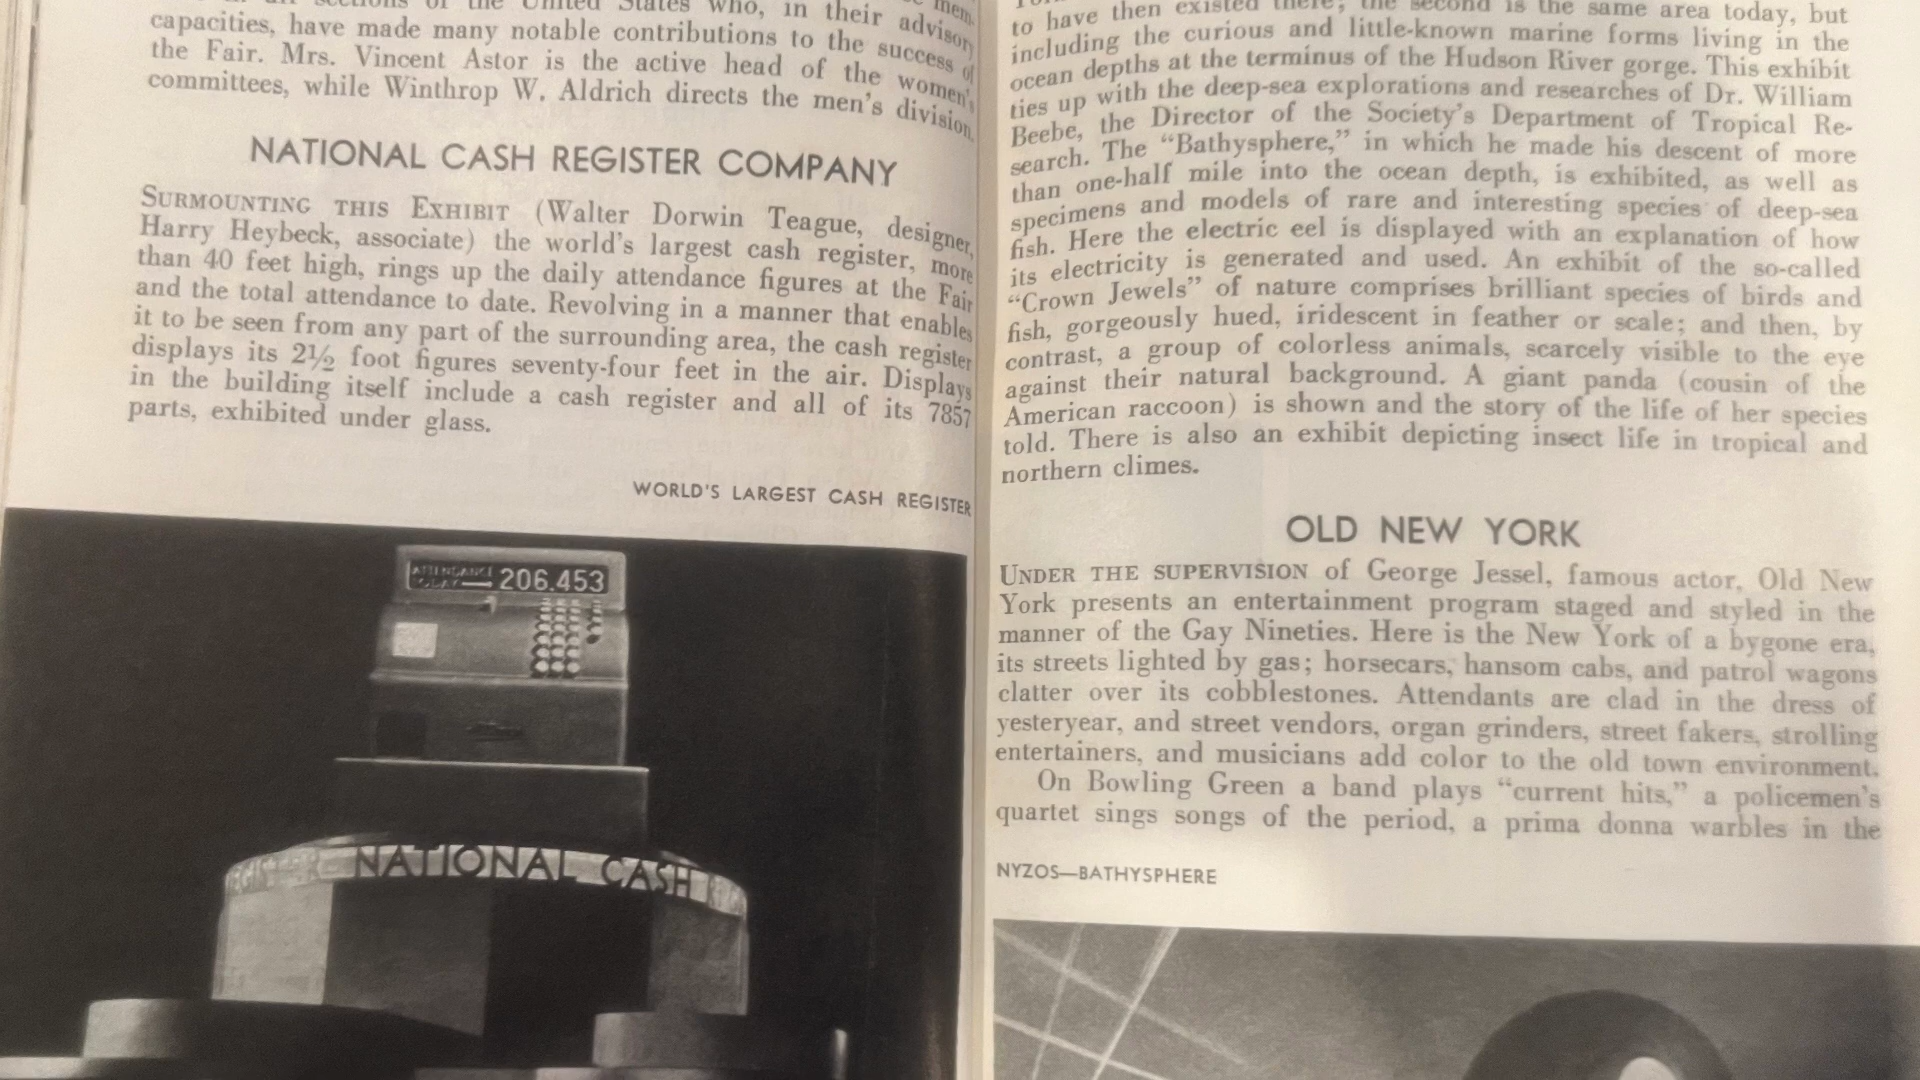 in all sections of the United States who, in their advisory
capacities, have made many notable contributions to the success of
the Fair. Mrs. Vincent Astor is the active head of the women's
committees, while Winthrop W. Aldrich directs the men's division.
NATIONAL CASH REGISTER COMPANY
SURMOUNTING THIS EXHIBIT (Walter Dorwin Teague, designer,
Harry Heybeck, associate) the world's largest cash register, more
than 40 feet high, rings up the daily attendance figures at the Fair
and the total attendance to date. Revolving in a manner that enables
it to be seen from any part of the surrounding area, the cash register
displays its 2½ foot figures seventy-four feet in the air. Displays
in the building itself include a cash register and all of its 7857
parts, exhibited under glass.
WORLD'S LARGEST CASH REGISTER
ATTENDANCE
TODAY 206.453
NATIONAL CASH
to have then existed there; the second is the same area today, but
including the curious and little-known marine forms living in the
ocean depths at the terminus of the Hudson River gorge. This exhibit
ties up with the deep-sea explorations and researches of Dr. William
Beebe, the Director of the Society's Department of Tropical Re-
search. The “Bathysphere,” in which he made his descent of more
than one-half mile into the ocean depth, is exhibited, as well as
specimens and models of rare and interesting species of deep-sea
fish. Here the electric eel is displayed with an explanation of how
its electricity is generated and used. An exhibit of the so-called
“Crown Jewels” of nature comprises brilliant species of birds and
fish, gorgeously hued, iridescent in feather or scale; and then, by
contrast, a group of colorless animals, scarcely visible to the eye
against their natural background. A giant panda (cousin of the
American raccoon) is shown and the story of the life of her species
told. There is also an exhibit depicting insect life in tropical and
northern climes.
OLD NEW YORK
UNDER THE SUPERVISION of George Jessel, famous actor, Old New
York presents an entertainment program staged and styled in the
manner of the Gay Nineties. Here is the New York of a bygone era,
its streets lighted by gas; horsecars, hansom cabs, and patrol wagons
clatter over its cobblestones. Attendants are clad in the dress of
yesteryear, and street vendors, organ grinders, street fakers, strolling
entertainers, and musicians add color to the old town environment.
On Bowling Green a band plays “current hits,” a policemen's
quartet sings songs of the period, a prima donna warbles in the
NYZOS—BATHYSPHERE